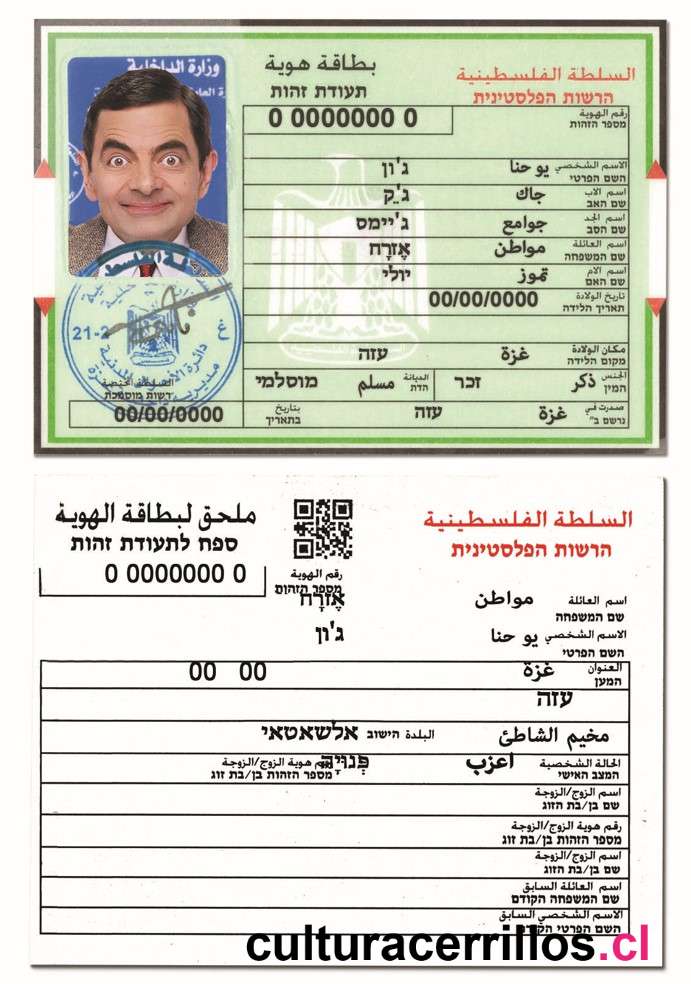 وزارة الداخلية
بطاقة هوية
תעודת זהות
السلطة الفلسطينية
הרשות הפלסטינית
0 0000000 0
رقم الهوية
מספר הזהות
الاسم الشخصي يو حنا ג'ון
השם הפרטי
اسم الاب جاك ג'ֵק
שם האב
اسم الجد جوامع ג'יימס
שם הסב
اسم العائلة مواطن אֶזרָח
שם המשפחה
اسم الام تموز יולי
שם האם
تاريخ الولادة 00/00/0000
תאריך הלידה
مكان الولادة غزة עזה
מקום הלידה
الجنس ذكر זכר الديانة مسلم מוסלמי
המין הדת
صدرت في غزة עזה بتاريخ 00/00/0000
נרשם ב" בתאריך
21-2
غ
السلطة المختصة
רשות מוסמכת
ملحق لبطاقة الهوية
ספח לתעודת זהות
السلطة الفلسطينية
הרשות הפלסטינית
0 0000000 0
رقم الهوية
מספר הזהות
اسم العائلة مواطن אֶזרָח
שם המשפחה
الاسم الشخصي يو حنا ג'ון
השם הפרטי
العنوان غزة 00 00
המען עזה
مخيم الشاطئ البلدة הישוב אלשאטאי
الحالة الشخصية اعزب רقم هوية الزوج/الزوجة פְּנוּיָה
המצב האישי מספר הזהות בן/בת זוג
اسم الزوج/الزوجة
שם בן/בת הזוג
رقم هوية الزوج/الزوجة
מספר הזהות בן/בת זוג
اسم الزوج/الزوجة
שם בן/בת הזוג
اسم العائلة السابق
שם המשפחה הקודם
الاسم الشخصي السابق
השם הפרטי הקודם
culturacerrillos.cl